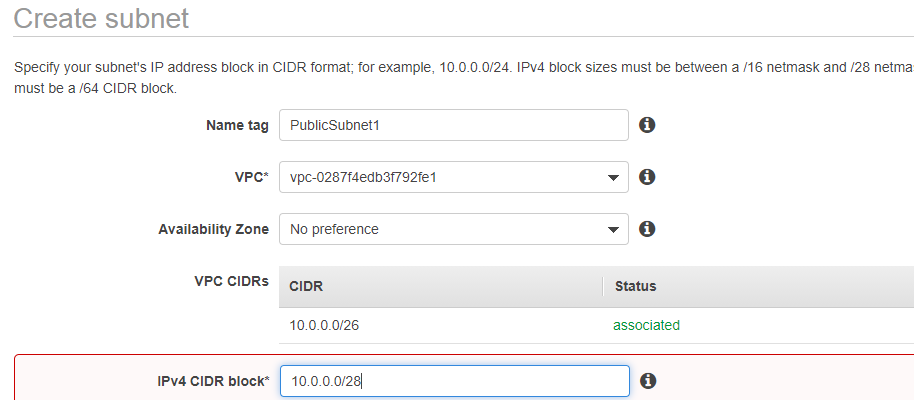 Create subnet
Specify your subnet's IP address block in CIDR format; for example, 10.0.0.0/24. IPv4 block sizes must be between a /16 netmask and /28
must be a /64 CIDR block.
Name tag PublicSubnet1
VPC* vpc-0287f4edb3f792fe1
Availability Zone No preference
VPC CIDRs CIDR Status
10.0.0.0/26 associated
IPv4 CIDR block* 10.0.0.0/28